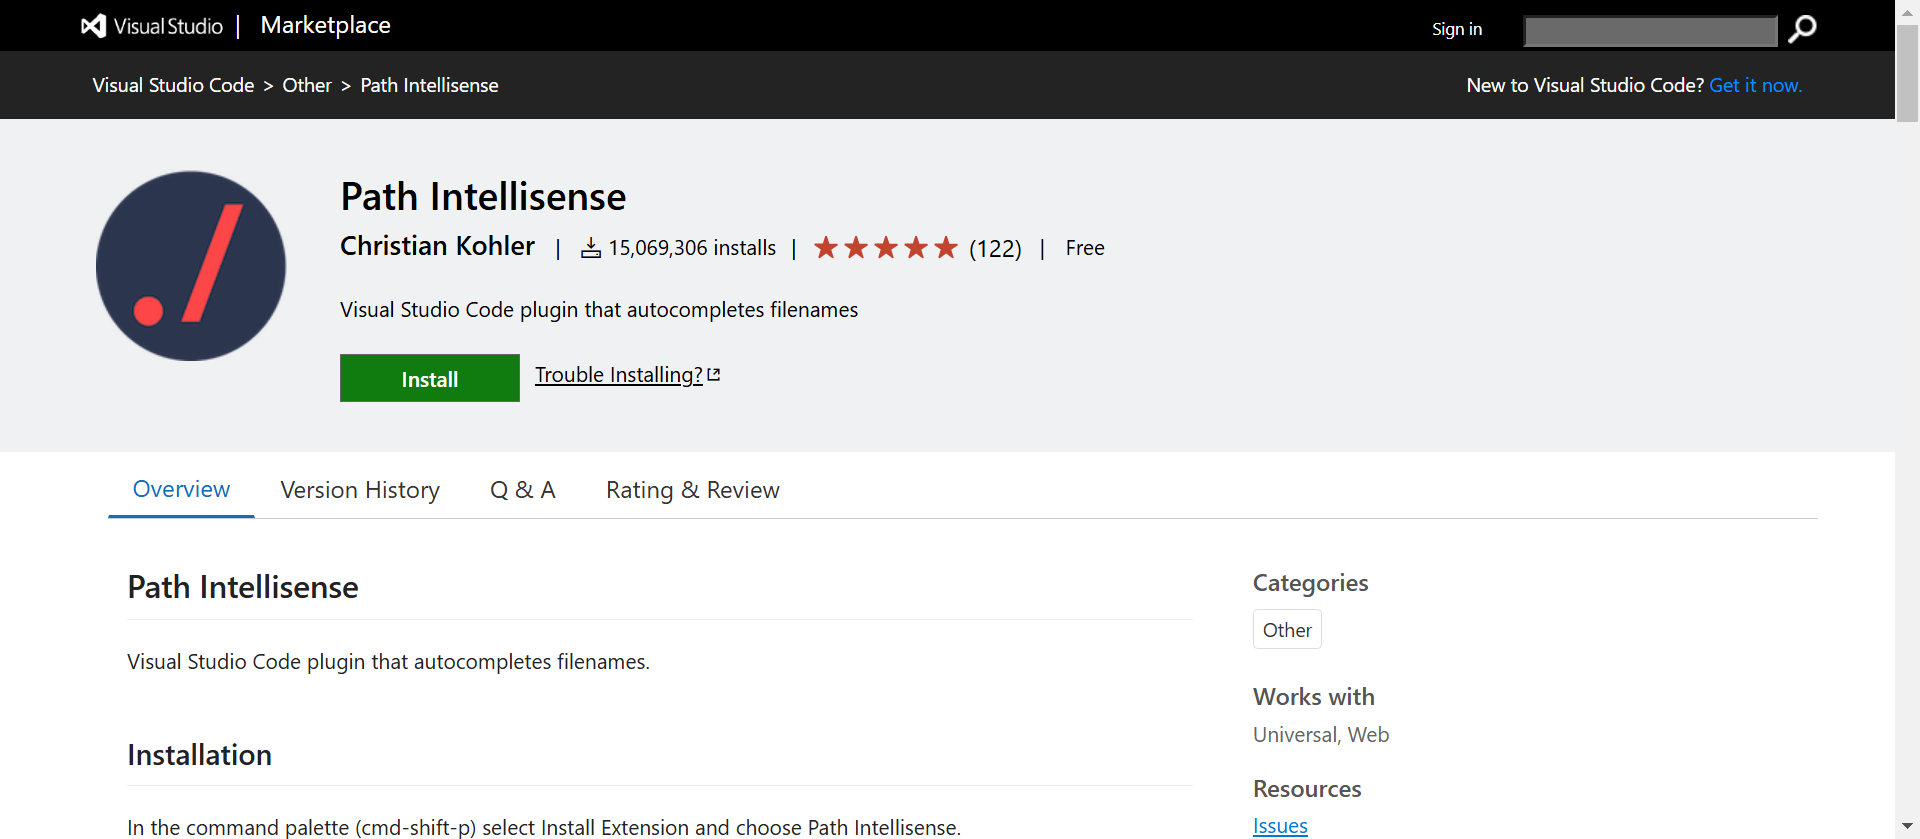 Visual Studio | Marketplace
Sign in
Visual Studio Code > Other > Path Intellisense
New to Visual Studio Code? Get it now.
./
Path Intellisense
Christian Kohler | 15,069,306 installs | (122) | Free
Visual Studio Code plugin that autocompletes filenames
Install
Trouble Installing?
Overview
Version History
Q & A
Rating & Review
Path Intellisense
Visual Studio Code plugin that autocompletes filenames.
Installation
In the command palette (cmd-shift-p) select Install Extension and choose Path Intellisense.
Categories
Other
Works with
Universal, Web
Resources
Issues